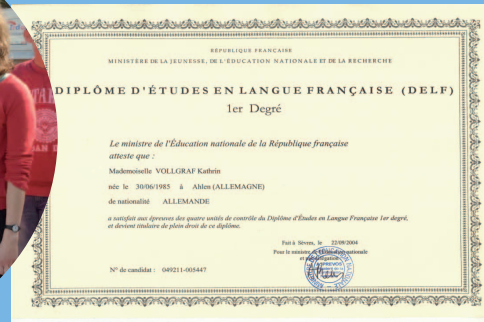 RÉPUBLIQUE FRANÇAISE
MINISTÈRE DE LA JEUNESSE, DE L'ÉDUCATION NATIONALE ET DE LA RECHERCHE
DIPLÔME D'ÉTUDES EN LANGUE FRANÇAISE (DELF)
1er Degré
Le ministre de l'Éducation nationale de la République française
atteste que :
Mademoiselle VOLLGRAF Kathrin
née le 30/06/1985 à Ahlen (ALLEMAGNE)
de nationalité ALLEMANDE
a satisfait aux épreuves des quatre unités de contrôle du Diplôme d'Études en Langue Française 1er degré,
et devient titulaire de plein droit de ce diplôme.
Fait à Sèvres, le 22/09/2004
Pour le ministre de l'Éducation nationale
et par délégation
N° de candidat : 049211-005447